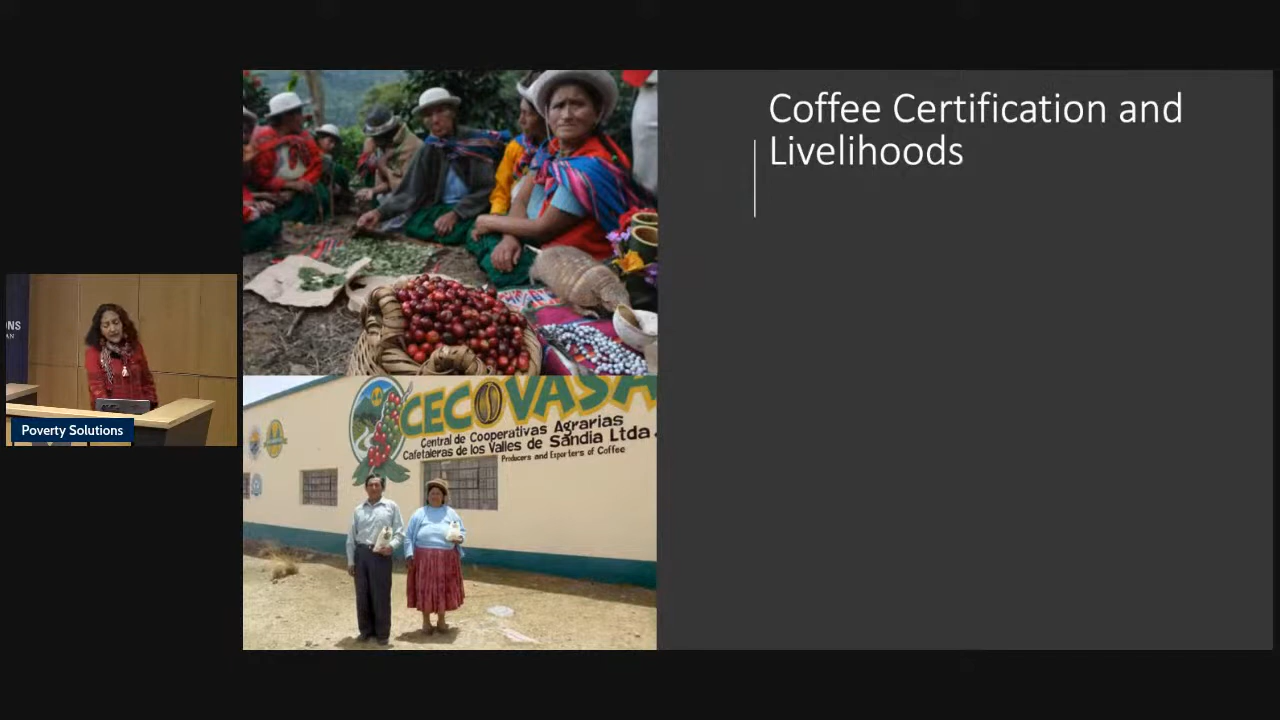 Coffee Certification and
Livelihoods
CECOVASA
Central de Cooperativas Agrarias
Cafetaleras de los Valles de Sandia Ltda.
Producers and Exporters of Coffee
Poverty Solutions